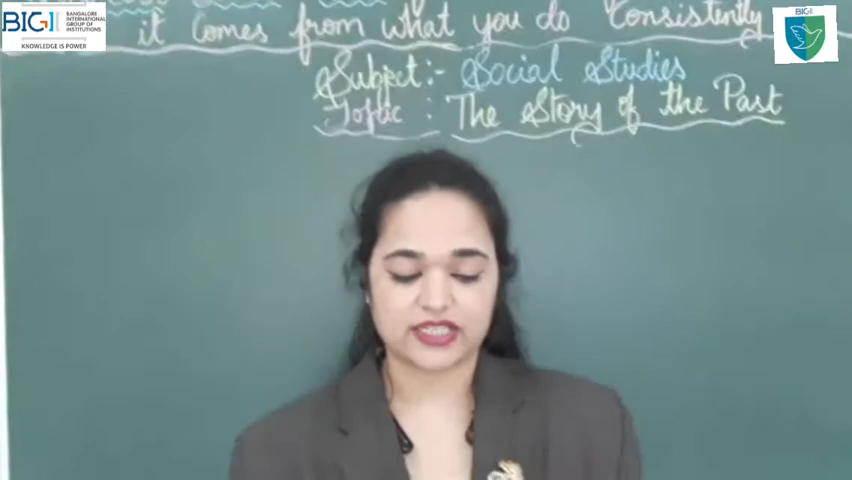 BIGI
BANGALORE
INTERNATIONAL
GROUP OF
INSTITUTIONS
KNOWLEDGE IS POWER
BIGI
it comes from what you do Consistently
Subject:- Social Studies
Topic : The Story of the Past